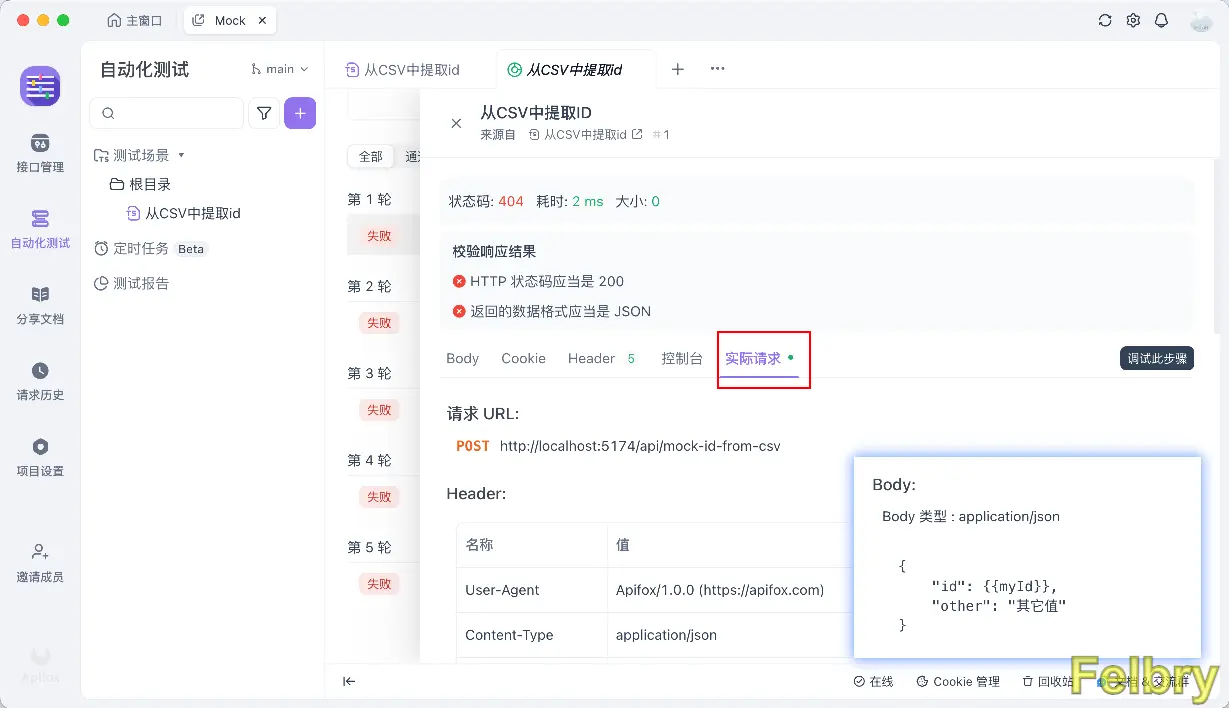 主窗口
Mock
自动化测试
main
从CSV中提取id
从CSV中提取id
接口管理
自动化测试
分享文档
请求历史
项目设置
邀请成员
Apifox
测试场景
根目录
从CSV中提取id
定时任务 Beta
测试报告
全部
第 1 轮
失败
第 2 轮
失败
第 3 轮
失败
第 4 轮
失败
第 5 轮
失败
从CSV中提取ID
来源自 从CSV中提取id # 1
状态码: 404 耗时: 2 ms 大小: 0
校验响应结果
HTTP 状态码应当是 200
返回的数据格式应当是 JSON
Body Cookie Header 5 控制台 实际请求 调试此步骤
请求 URL:
POST http://localhost:5174/api/mock-id-from-csv
Header:
名称 值
User-Agent Apifox/1.0.0 (https://apifox.com)
Content-Type application/json
Body:
Body 类型 : application/json
{
"id": {{myId}},
"other": "其它值"
}
在线 Cookie 管理 回收站 文档 & 交流群
Felbry